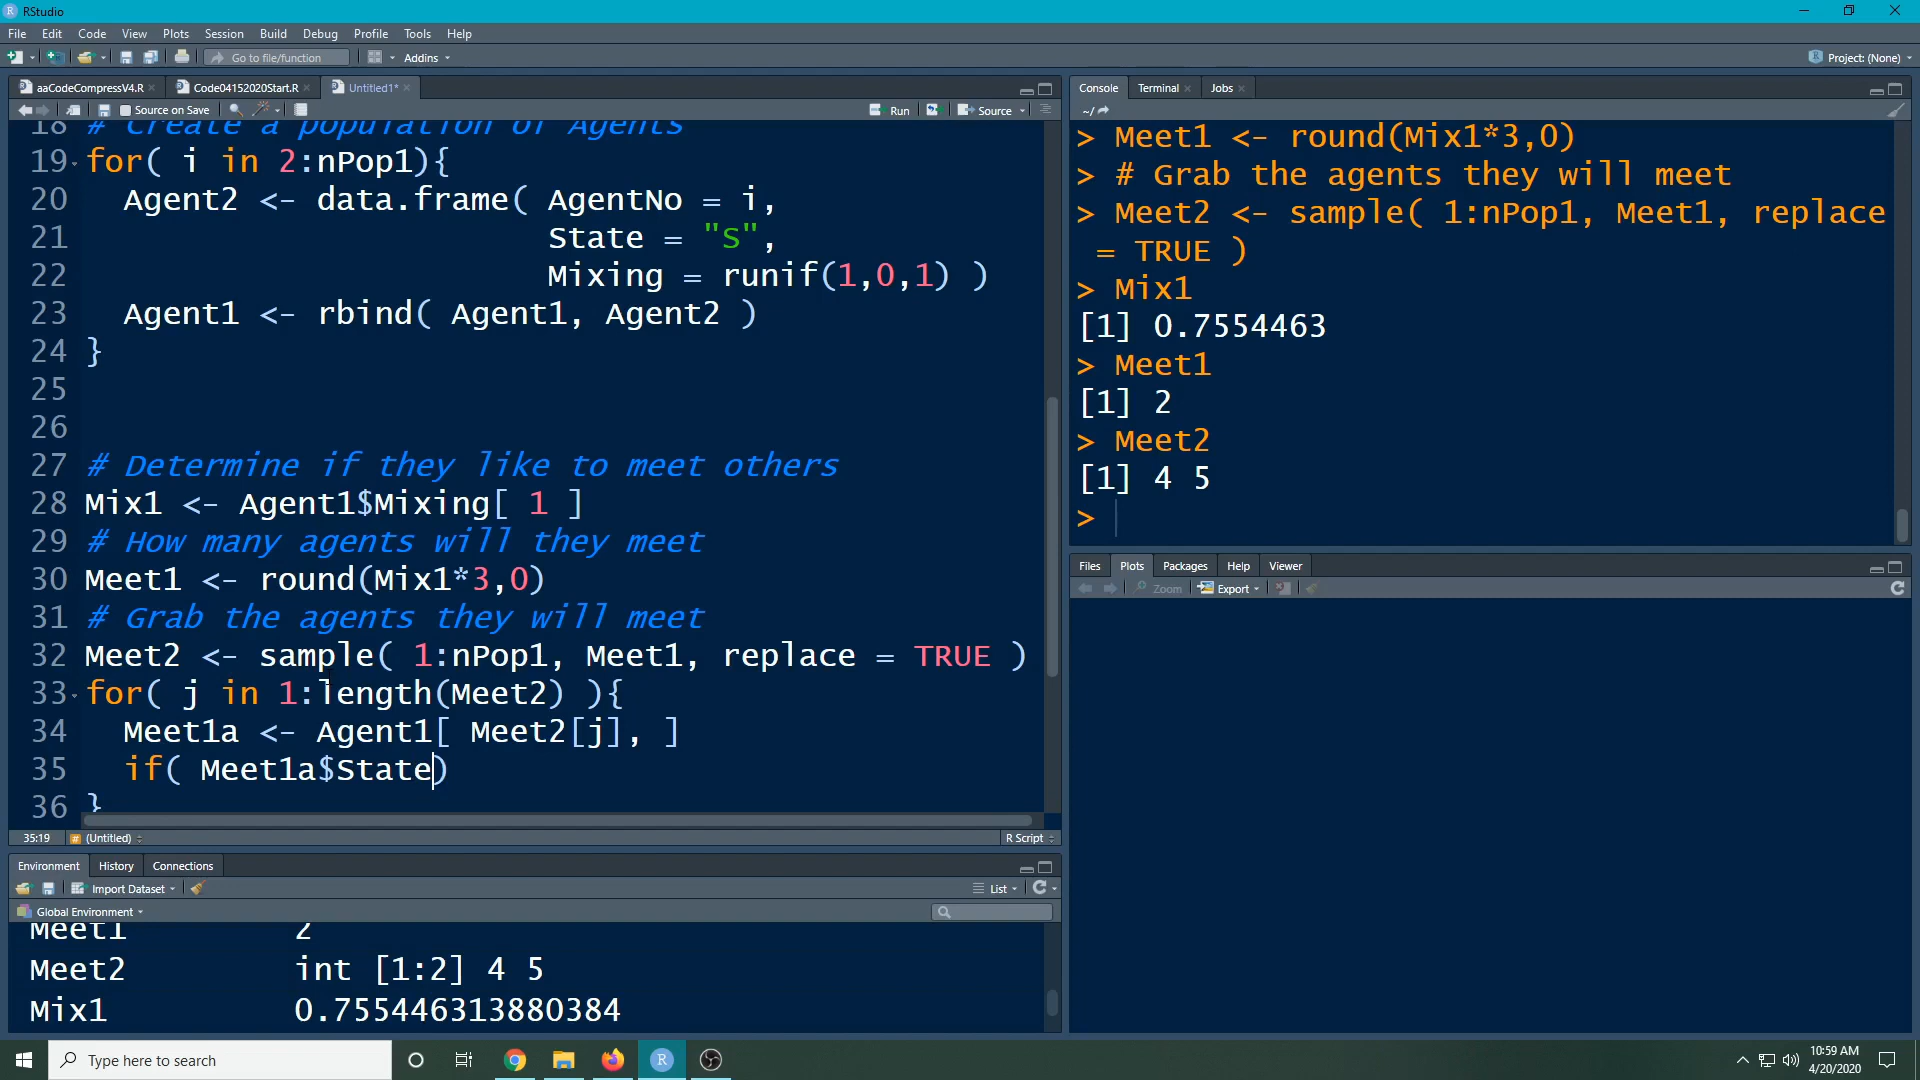 RStudio
File Edit Code View Plots Session Build Debug Profile Tools Help
Go to file/function Addins Project: (None)
aaCodeCompressV4.R Code04152020Start.R Untitled1*
Source on Save Run Source
18 # Create a population of Agents
19 for( i in 2:nPop1){
20 Agent2 <- data.frame( AgentNo = i,
21 State = "S",
22 Mixing = runif(1,0,1) )
23 Agent1 <- rbind( Agent1, Agent2 )
24 }
25
26
27 # Determine if they like to meet others
28 Mix1 <- Agent1$Mixing[ 1 ]
29 # How many agents will they meet
30 Meet1 <- round(Mix1*3,0)
31 # Grab the agents they will meet
32 Meet2 <- sample( 1:nPop1, Meet1, replace = TRUE )
33 for( j in 1:length(Meet2) ){
34 Meet1a <- Agent1[ Meet2[j], ]
35 if( Meet1a$State)
36 }
35:19 (Untitled) R Script
Environment History Connections
Import Dataset List
Global Environment
Meet1 2
Meet2 int [1:2] 4 5
Mix1 0.755446313880384
Console Terminal Jobs
~/
> Meet1 <- round(Mix1*3,0)
> # Grab the agents they will meet
> Meet2 <- sample( 1:nPop1, Meet1, replace
= TRUE )
> Mix1
[1] 0.7554463
> Meet1
[1] 2
> Meet2
[1] 4 5
>
Files Plots Packages Help Viewer
Zoom Export
Type here to search
10:59 AM
4/20/2020